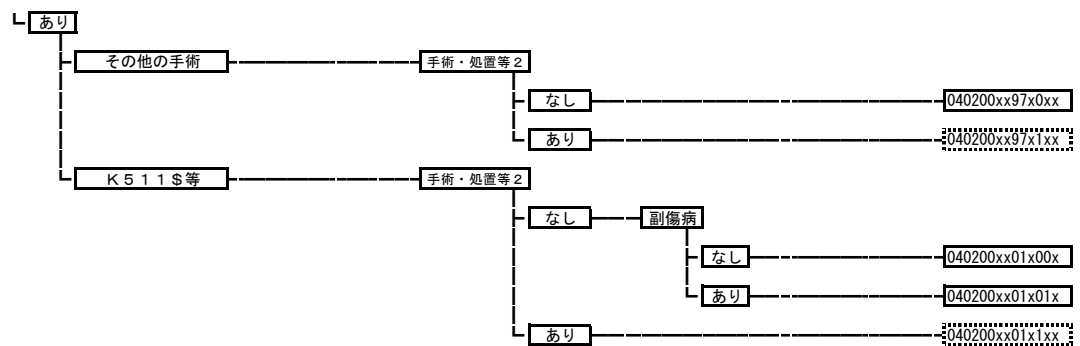 あり
その他の手術 手術・処置等2
なし 040200xx97x0xx
あり 040200xx97x1xx
K511$等 手術・処置等2
なし 副傷病
なし 040200xx01x00x
あり 040200xx01x01x
あり 040200xx01x1xx